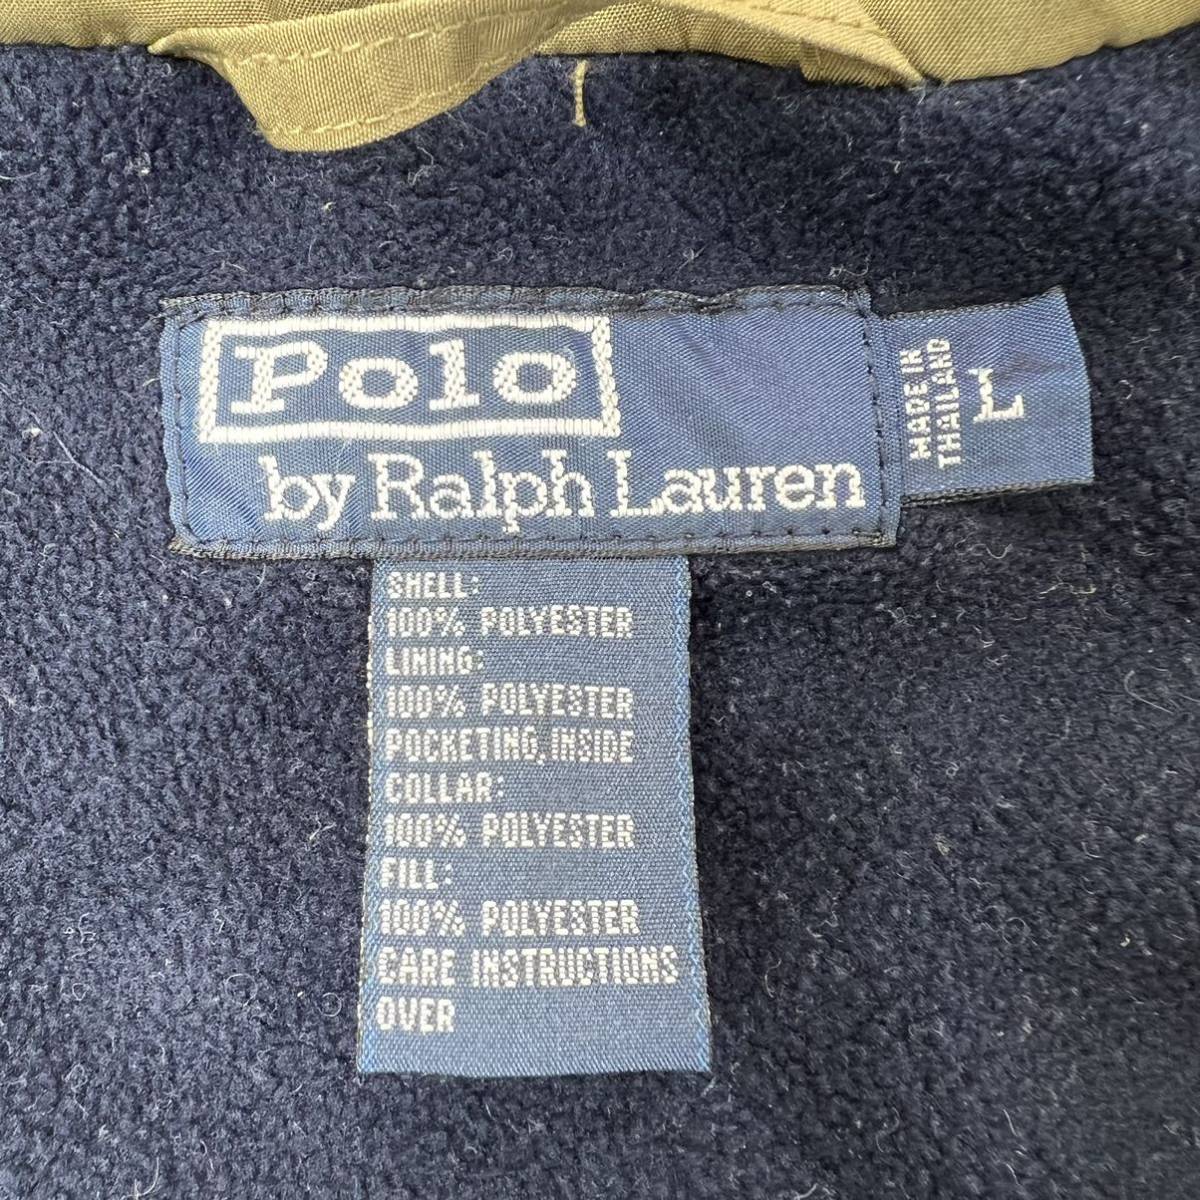 Polo
by Ralph Lauren
MADE IN
THAILAND
L
SHELL:
100% POLYESTER
LINING:
100% POLYESTER
POCKETING, INSIDE
COLLAR:
100% POLYESTER
FILL:
100% POLYESTER
CARE INSTRUCTIONS
OVER